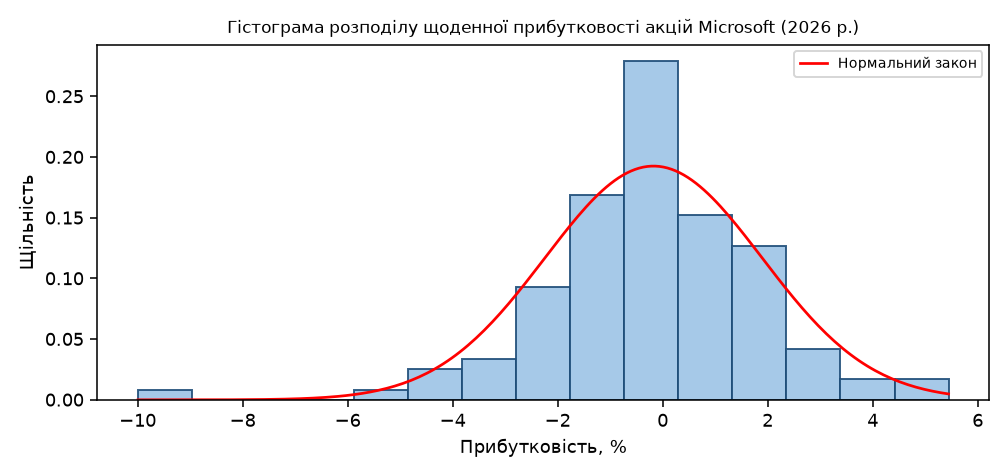 Гістограма розподілу щоденної прибутковості акцій Microsoft (2026 р.)
Нормальний закон
Щільність
0.25
0.20
0.15
0.10
0.05
0.00
−10 −8 −6 −4 −2 0 2 4 6
Прибутковість, %